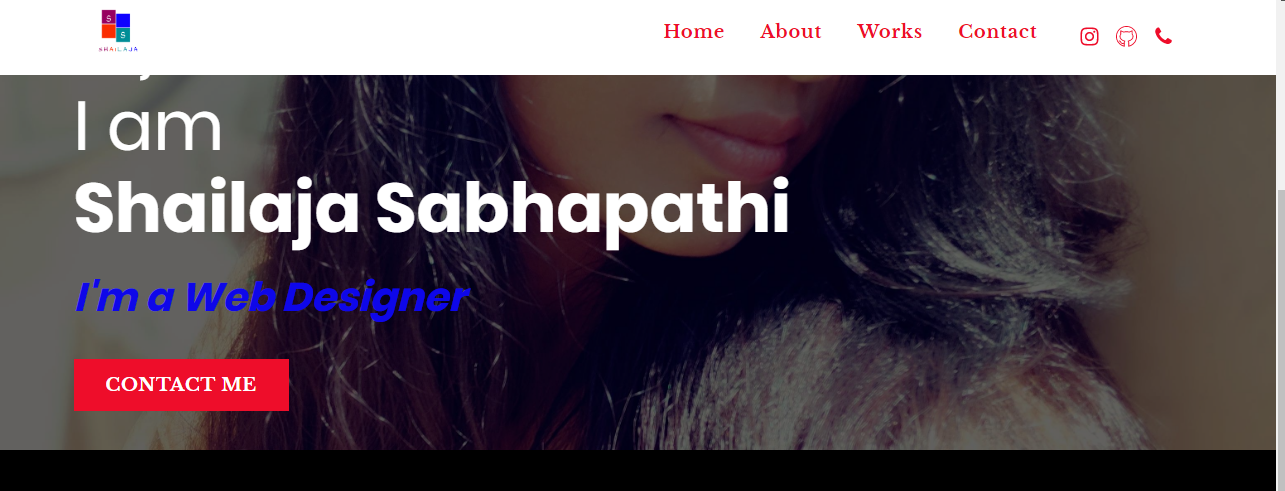 S
S
SHAILAJA
Home About Works Contact
I am
Shailaja Sabhapathi
I'm a Web Designer
CONTACT ME